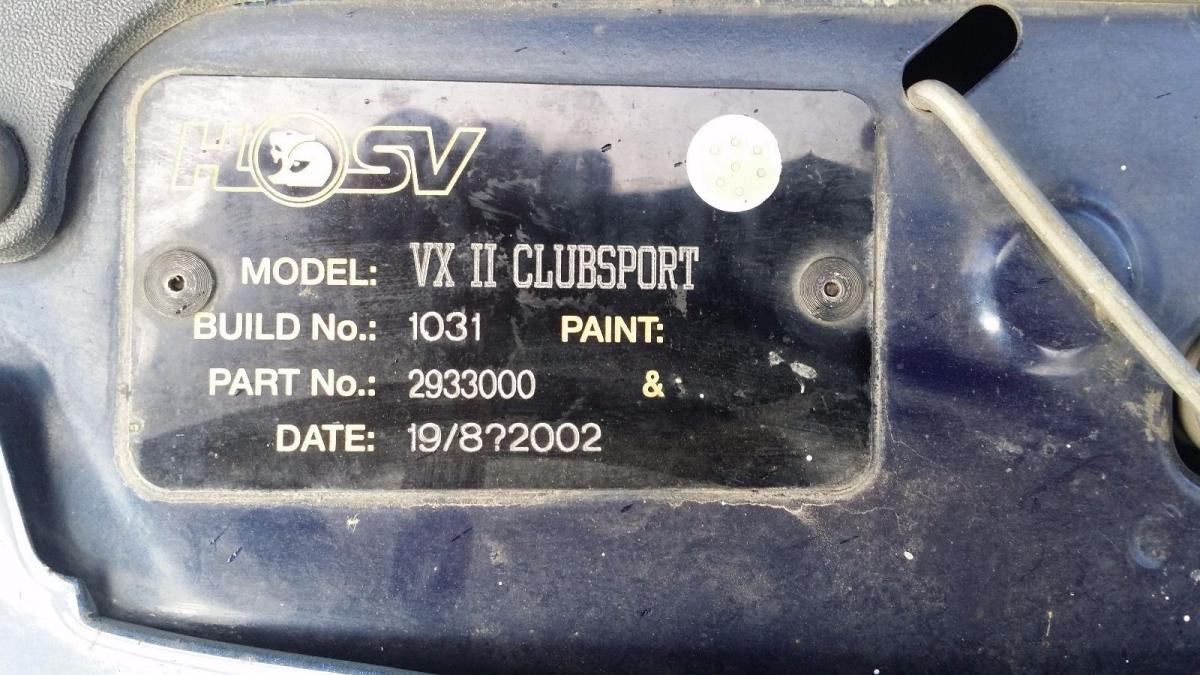 HSV
MODEL: VX II CLUBSPORT
BUILD No.: 1031 PAINT:
PART No.: 2933000 &
DATE: 19/8?2002